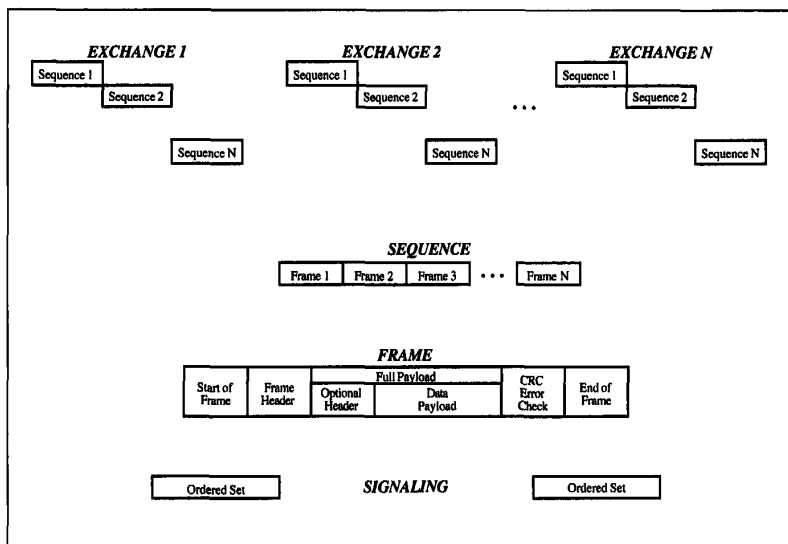 EXCHANGE 1 EXCHANGE 2 EXCHANGE N
Sequence 1 Sequence 1 Sequence 1
Sequence 2 Sequence 2 Sequence 2
...
Sequence N Sequence N Sequence N
SEQUENCE
Frame 1 Frame 2 Frame 3 ... Frame N
FRAME
Full Payload
Start of Frame
Frame Header
Optional Header
Data Payload
CRC Error Check
End of Frame
Ordered Set SIGNALING Ordered Set